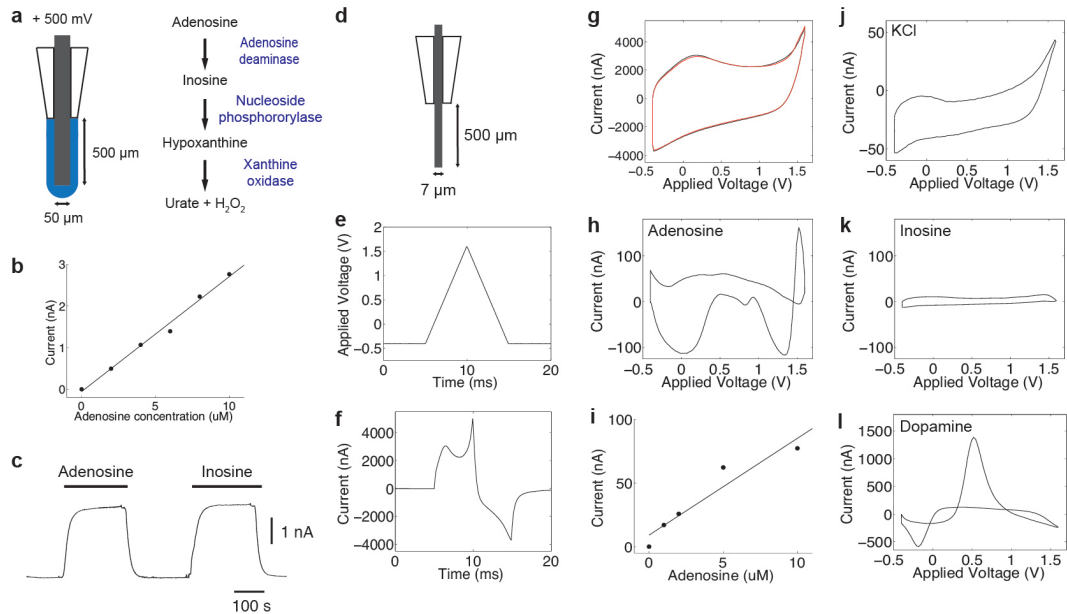 a
+ 500 mV
500 µm
50 µm
Adenosine
Adenosine
deaminase
Inosine
Nucleoside
phosphororylase
Hypoxanthine
Xanthine
oxidase
Urate + H₂O₂
b
Current (nA)
3
2
1
0
0
5
10
Adenosine concentration (uM)
c
Adenosine
Inosine
1 nA
100 s
d
500 µm
7 µm
e
Applied Voltage (V)
2
1.5
1
0.5
0
−0.5
0
10
20
Time (ms)
f
Current (nA)
4000
2000
0
−2000
−4000
0
10
20
Time (ms)
g
Current (nA)
4000
2000
0
−2000
−4000
−0.5
0
0.5
1
1.5
Applied Voltage (V)
h
Adenosine
Current (nA)
100
50
0
−50
−100
−0.5
0
0.5
1
1.5
Applied Voltage (V)
i
Current (nA)
100
50
0
0
5
10
Adenosine (uM)
j
KCl
Current (nA)
50
0
−50
−0.5
0
0.5
1
1.5
Applied Voltage (V)
k
Inosine
Current (nA)
100
0
−100
−0.5
0
0.5
1
1.5
Applied Voltage (V)
l
Dopamine
Current (nA)
1500
1000
500
0
−500
−0.5
0
0.5
1
1.5
Applied Voltage (V)